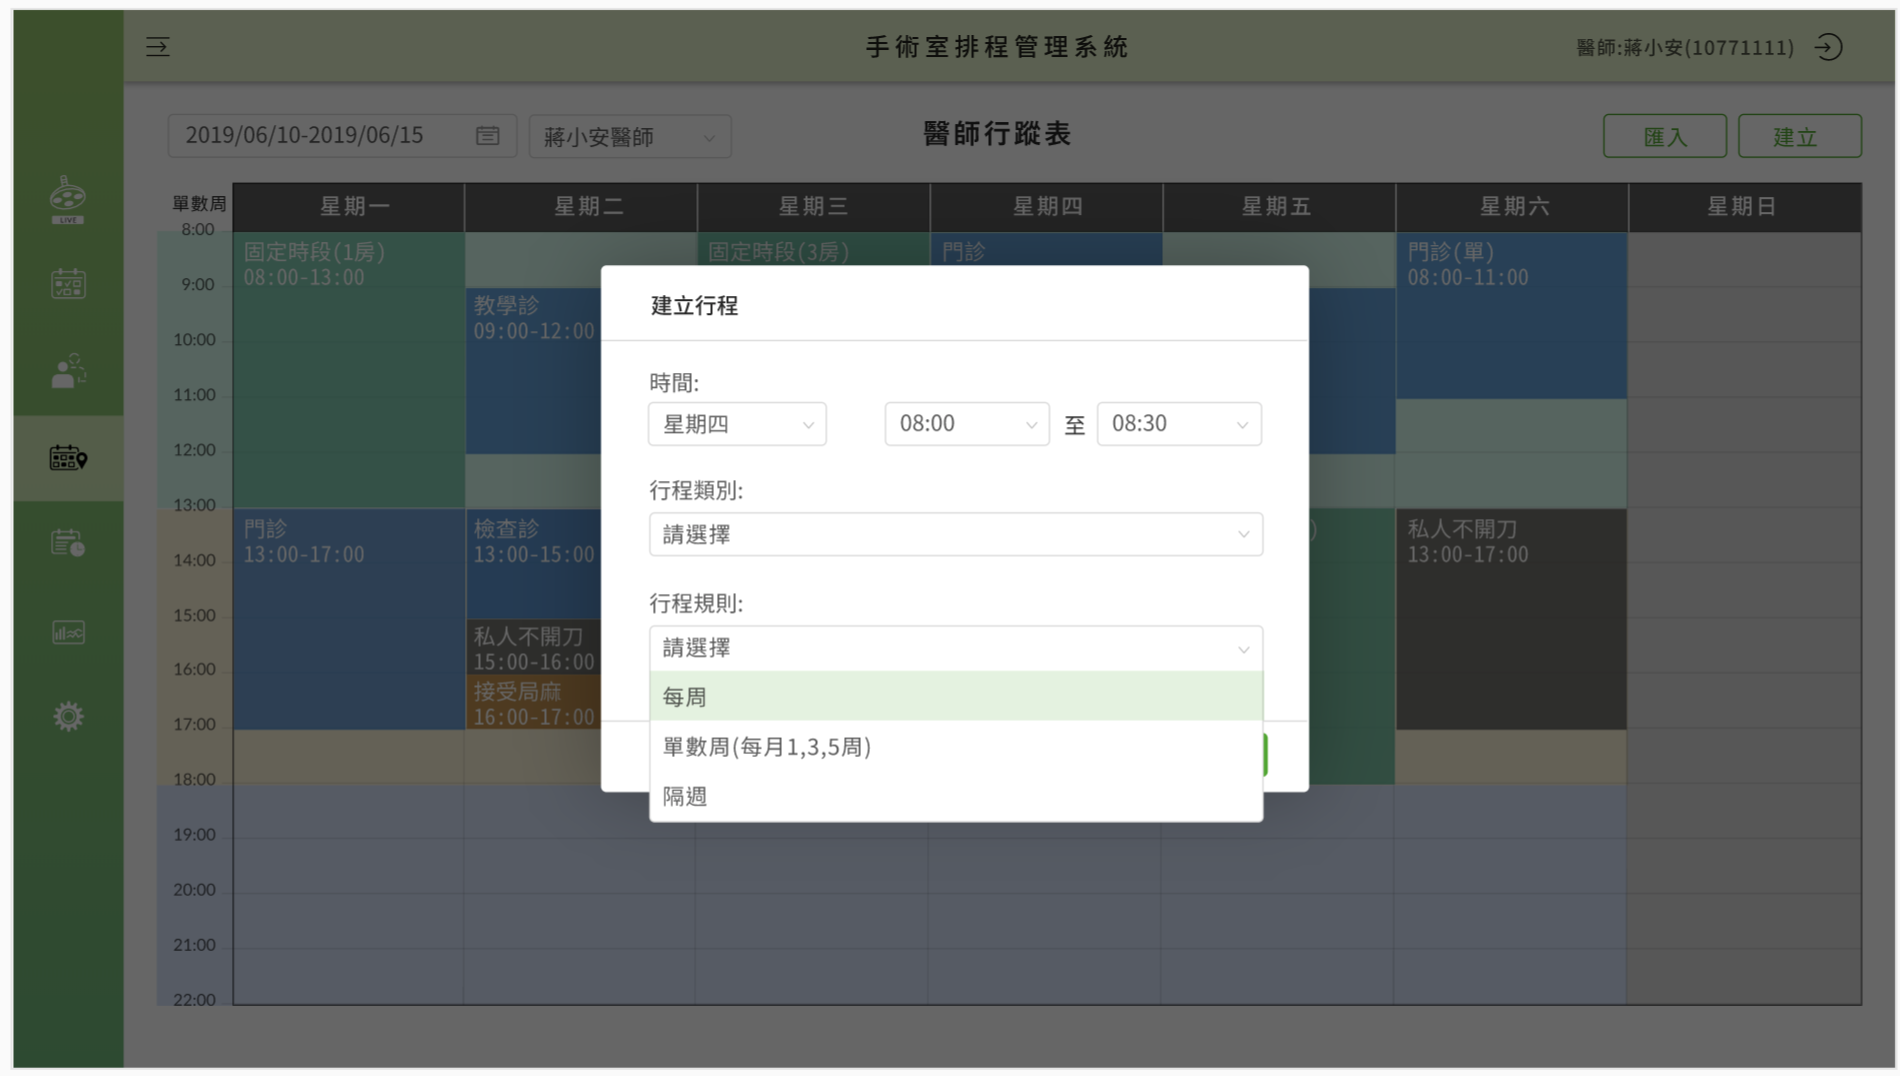 手術室排程管理系統
醫師:蔣小安(10771111)
2019/06/10-2019/06/15
蔣小安醫師
醫師行蹤表
匯入
建立
LIVE
單數周
星期一
星期二
星期三
星期四
星期五
星期六
星期日
8:00
9:00
10:00
11:00
12:00
13:00
14:00
15:00
16:00
17:00
18:00
19:00
20:00
21:00
22:00
固定時段(1房)
08:00-13:00
門診
13:00-17:00
教學診
09:00-12:00
檢查診
13:00-15:00
私人不開刀
15:00-16:00
接受局麻
16:00-17:00
固定時段(3房)
門診
)
門診(單)
08:00-11:00
私人不開刀
13:00-17:00
建立行程
時間:
星期四
08:00
至
08:30
行程類別:
請選擇
行程規則:
請選擇
每周
單數周(每月1,3,5周)
隔週